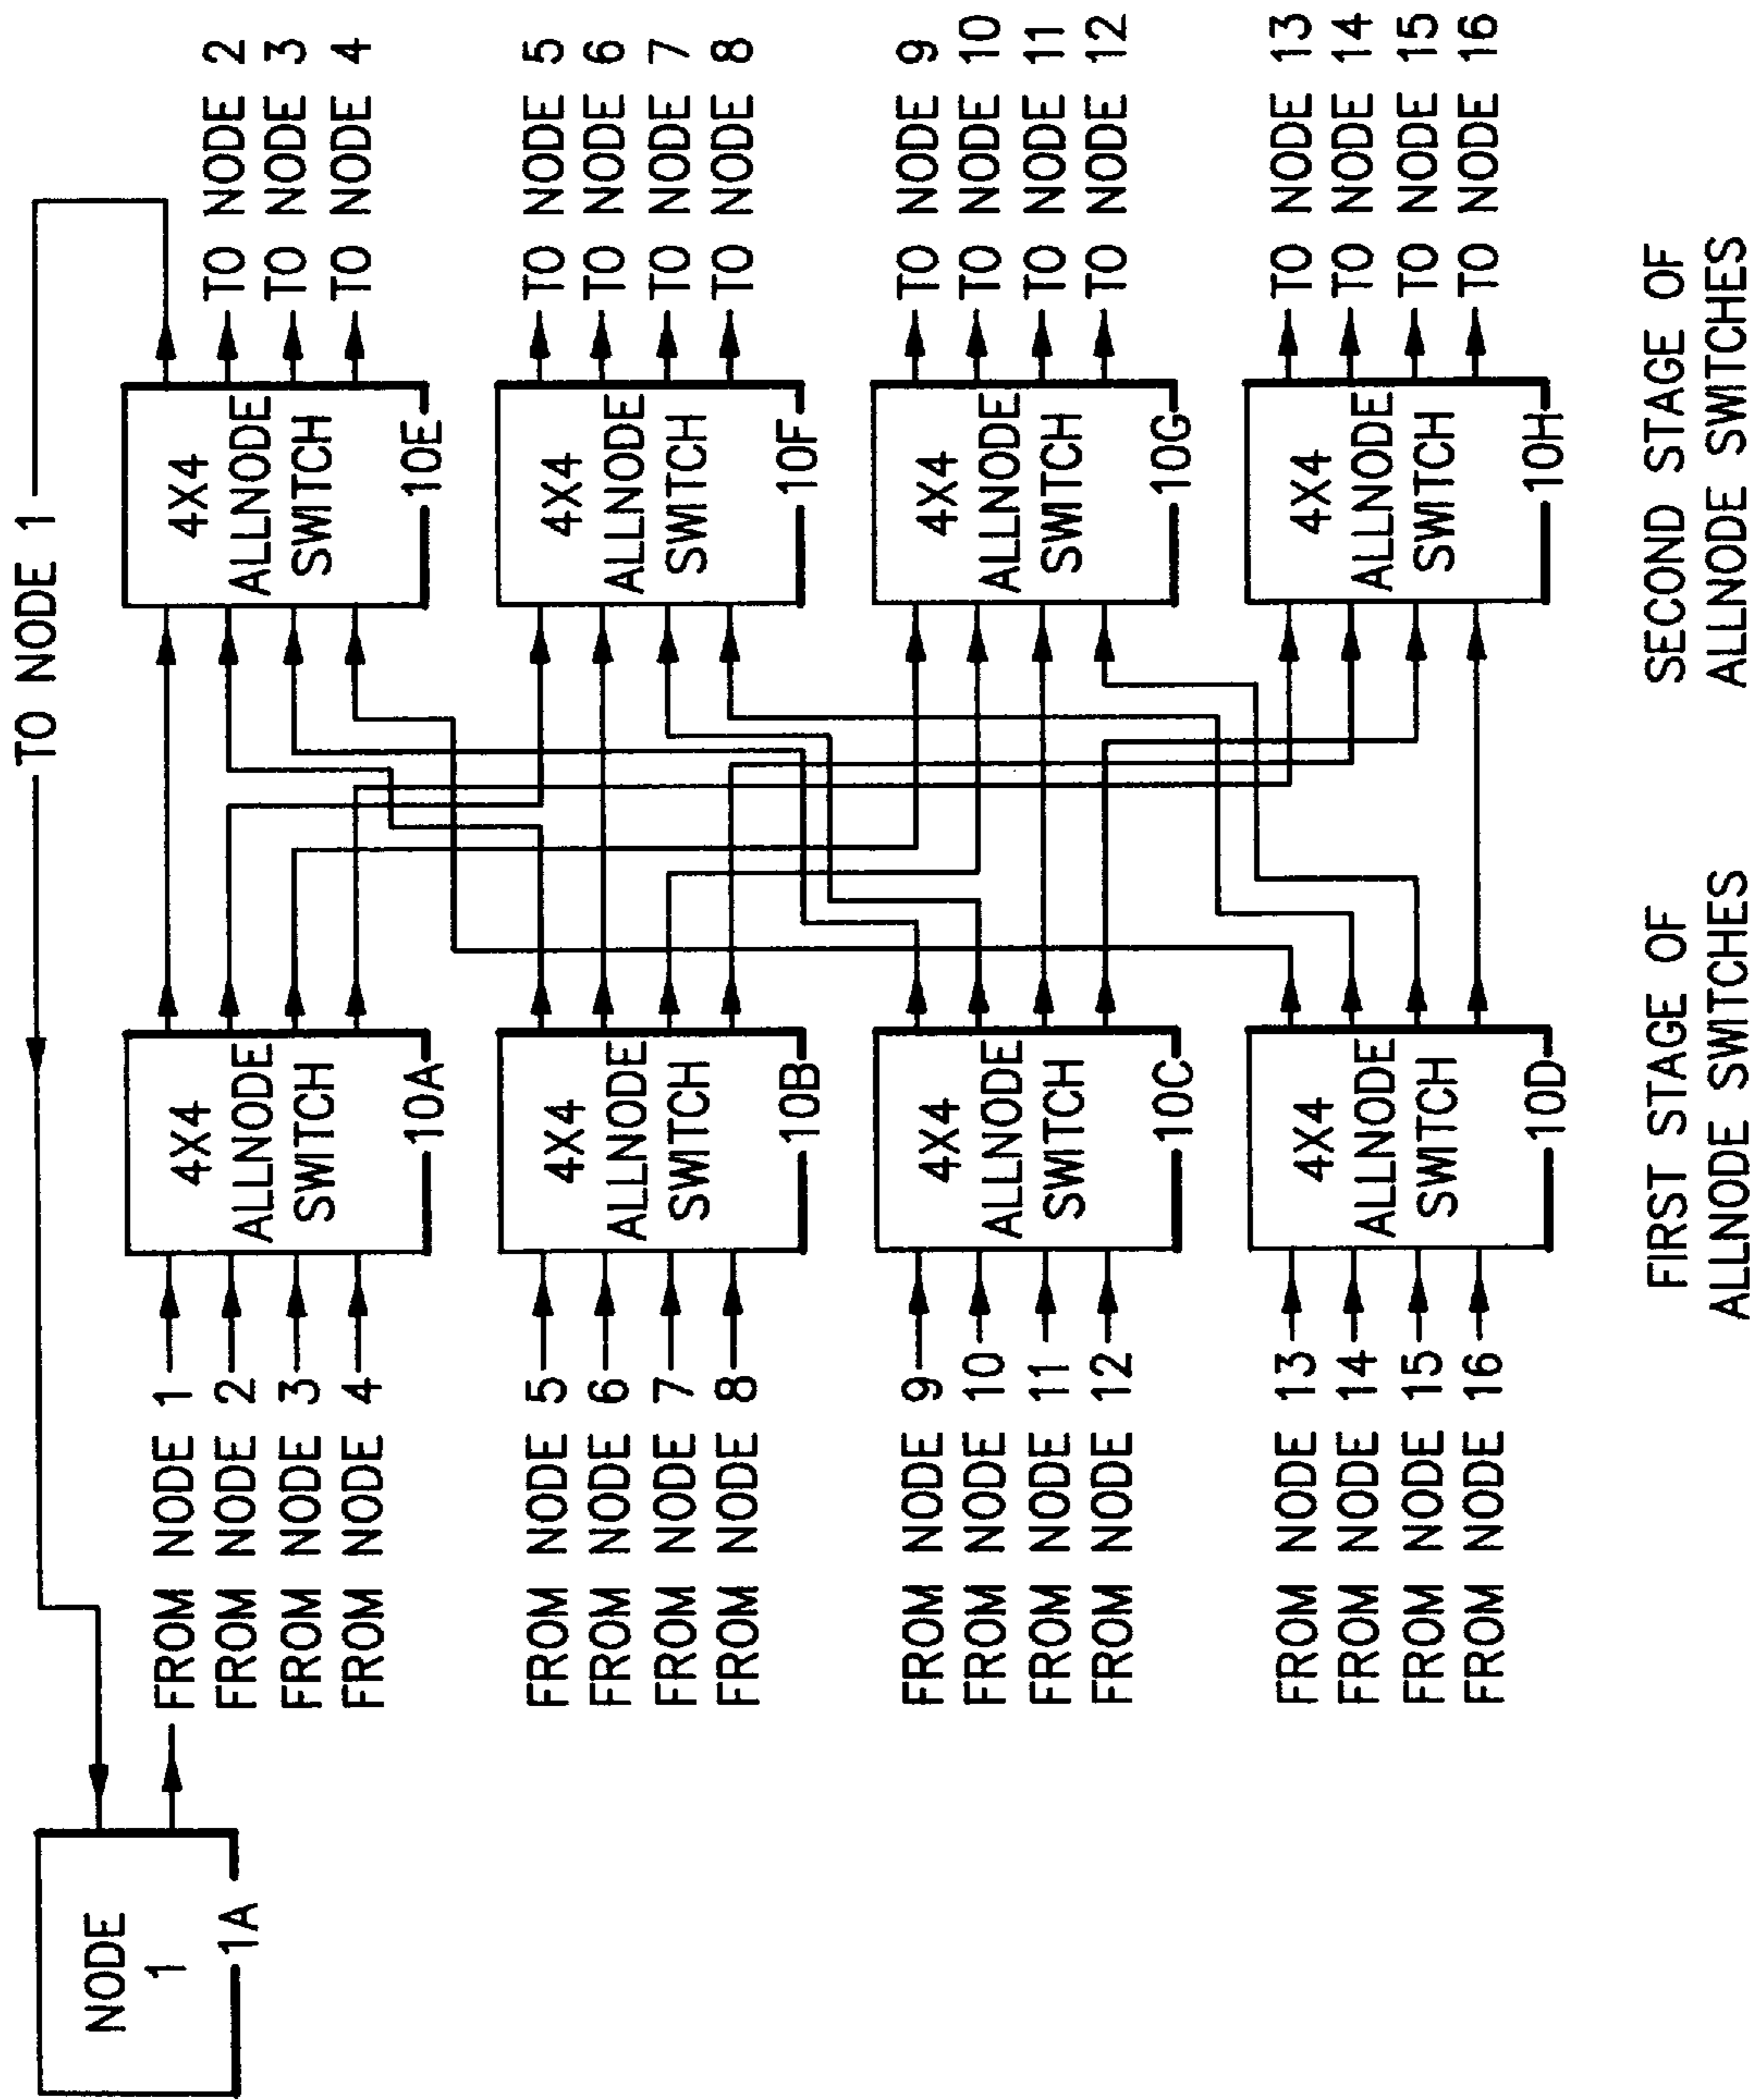 TO NODE 1
NODE
1
1A
FROM NODE 1
FROM NODE 2
FROM NODE 3
FROM NODE 4
4X4
ALLNODE
SWITCH
10A
4X4
ALLNODE
SWITCH
10E
TO NODE 2
TO NODE 3
TO NODE 4
FROM NODE 5
FROM NODE 6
FROM NODE 7
FROM NODE 8
4X4
ALLNODE
SWITCH
10B
4X4
ALLNODE
SWITCH
10F
TO NODE 5
TO NODE 6
TO NODE 7
TO NODE 8
FROM NODE 9
FROM NODE 10
FROM NODE 11
FROM NODE 12
4X4
ALLNODE
SWITCH
10C
4X4
ALLNODE
SWITCH
10G
TO NODE 9
TO NODE 10
TO NODE 11
TO NODE 12
FROM NODE 13
FROM NODE 14
FROM NODE 15
FROM NODE 16
4X4
ALLNODE
SWITCH
10D
4X4
ALLNODE
SWITCH
10H
TO NODE 13
TO NODE 14
TO NODE 15
TO NODE 16
FIRST STAGE OF
ALLNODE SWITCHES
SECOND STAGE OF
ALLNODE SWITCHES